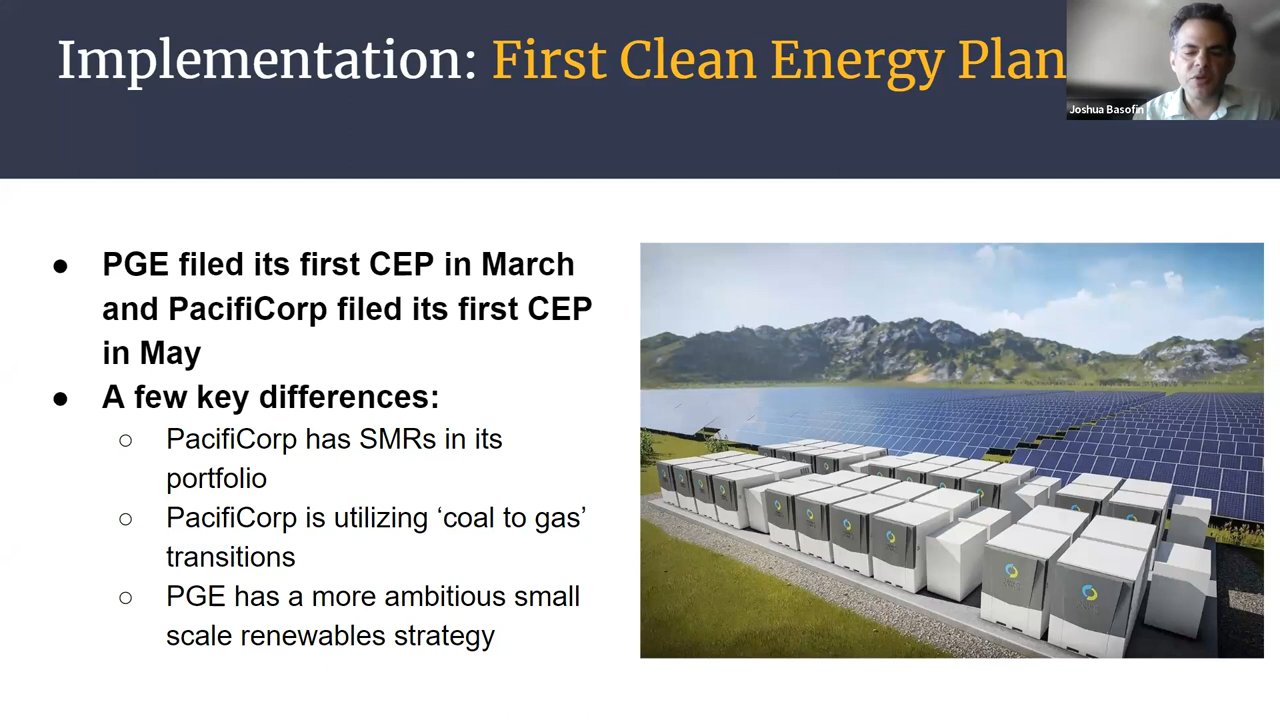 Implementation: First Clean Energy Plan
Joshua Basofin
● PGE filed its first CEP in March
and PacifiCorp filed its first CEP
in May
● A few key differences:
○ PacifiCorp has SMRs in its
portfolio
○ PacifiCorp is utilizing ‘coal to gas’
transitions
○ PGE has a more ambitious small
scale renewables strategy